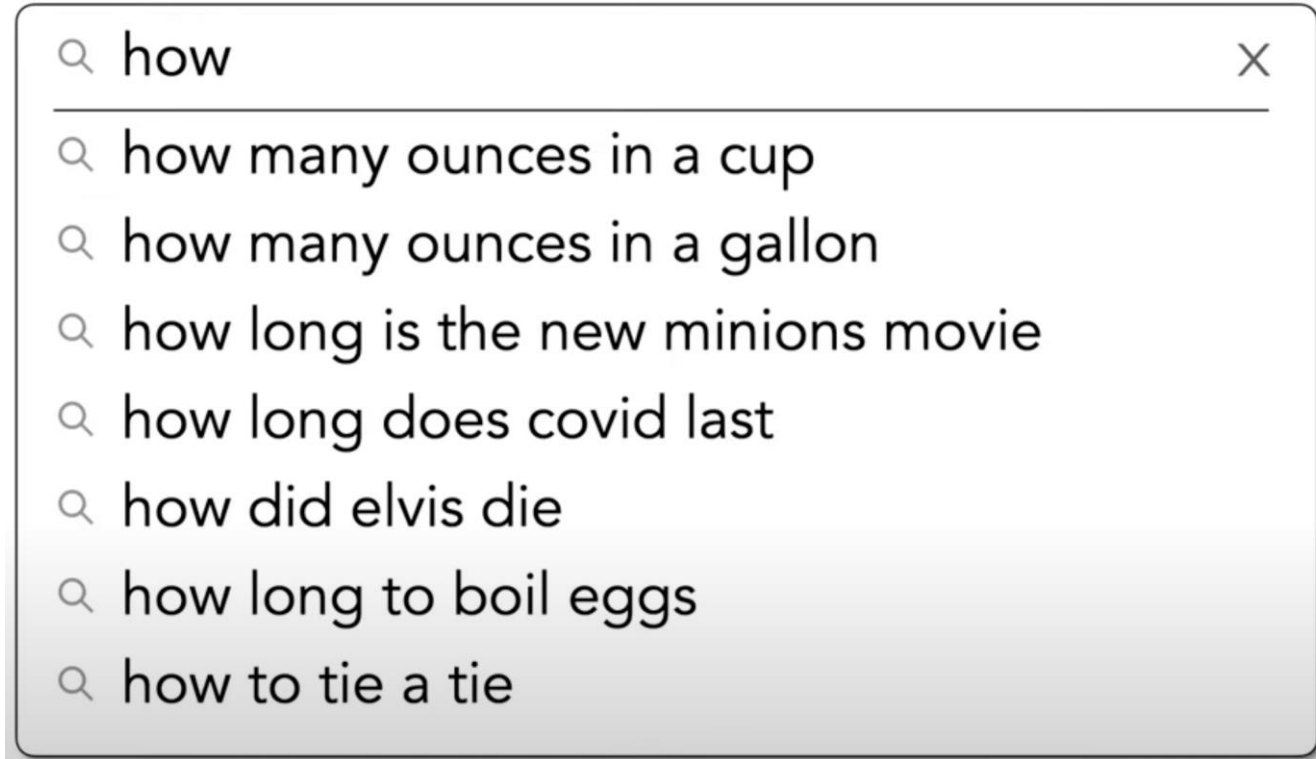 how X
how many ounces in a cup
how many ounces in a gallon
how long is the new minions movie
how long does covid last
how did elvis die
how long to boil eggs
how to tie a tie